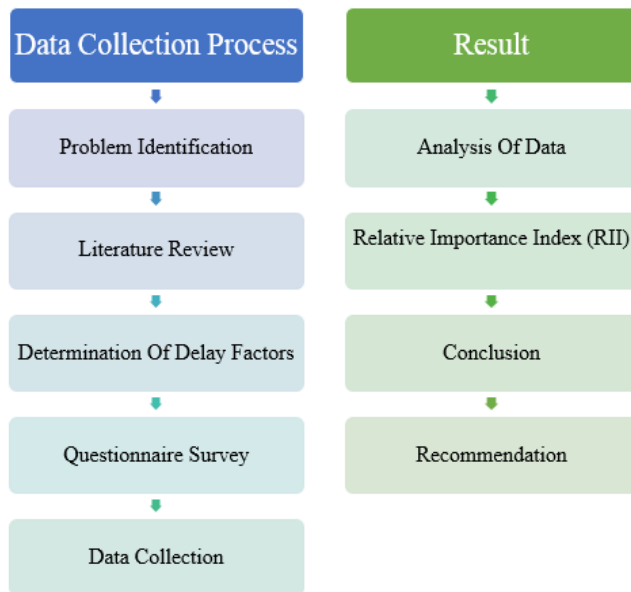 Data Collection Process
Problem Identification
Literature Review
Determination Of Delay Factors
Questionnaire Survey
Data Collection
Result
Analysis Of Data
Relative Importance Index (RII)
Conclusion
Recommendation